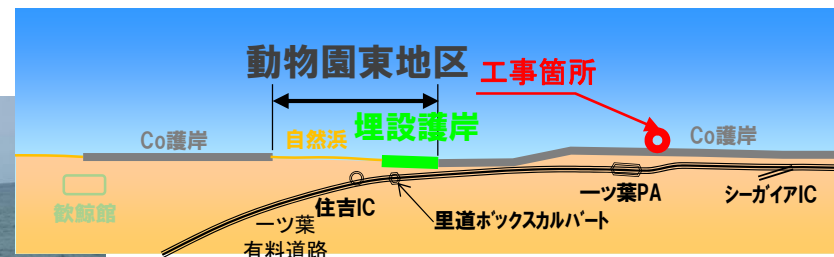 動物園東地区
工事箇所
埋設護岸
Co護岸
自然浜
Co護岸
歓鯨館
住吉IC
一ツ葉PA
シーガイアIC
里道ボックスカルバート
一ツ葉
有料道路